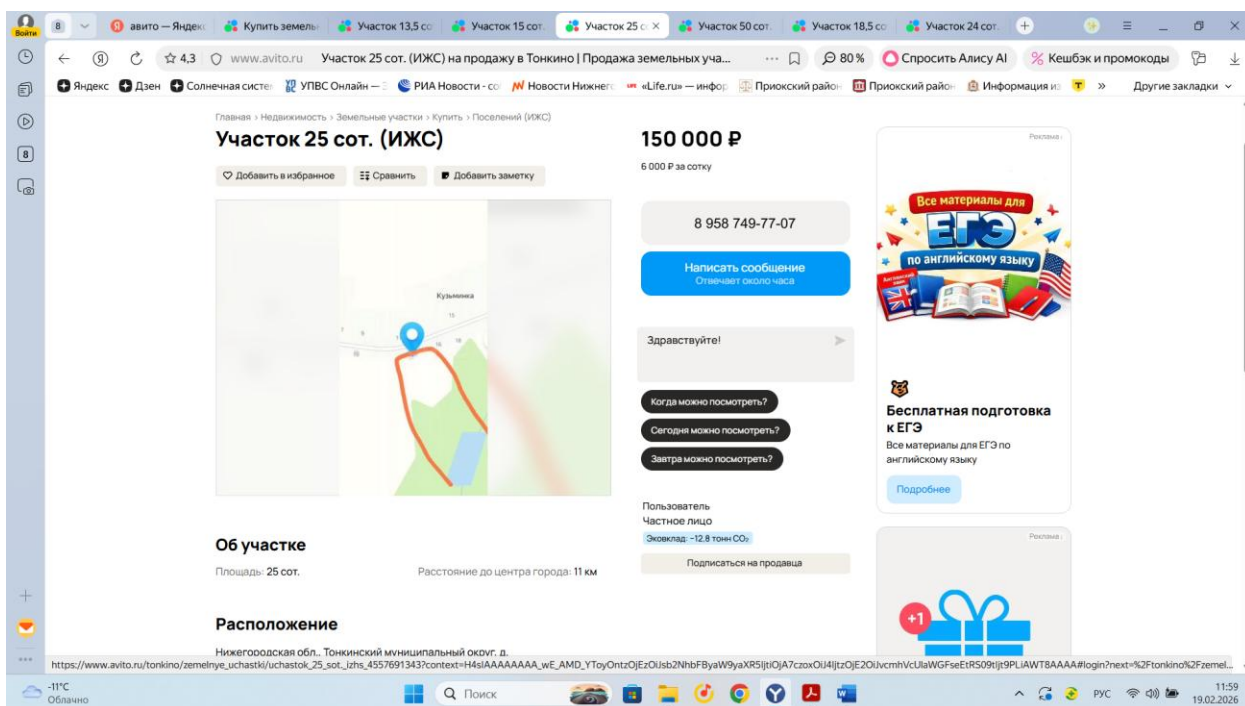 Войти
8
авито — Яндекс
Купить земельн
Участок 13,5 со
Участок 15 сот.
Участок 25 с
Участок 50 сот.
Участок 18,5 со
Участок 24 сот.
4,3
www.avito.ru
Участок 25 сот. (ИЖС) на продажу в Тонкино | Продажа земельных уча...
80 %
Спросить Алису AI
Кешбэк и промокоды
Яндекс
Дзен
Солнечная систем
УПВС Онлайн —
РИА Новости - со
Новости Нижнег
«Life.ru» — инфор
Приокский район
Приокский район
Информация из
»
Другие закладки
8
Главная › Недвижимость › Земельные участки › Купить › Поселений (ИЖС)
Участок 25 сот. (ИЖС)
Добавить в избранное
Сравнить
Добавить заметку
Кузьминка
15
150 000 ₽
6 000 ₽ за сотку
8 958 749-77-07
Написать сообщение
Отвечает около часа
Здравствуйте!
Когда можно посмотреть?
Сегодня можно посмотреть?
Завтра можно посмотреть?
Пользователь
Частное лицо
Эковклад: −12.8 тонн CO₂
Подписаться на продавца
Об участке
Площадь: 25 сот.
Расстояние до центра города: 11 км
Расположение
Нижегородская обл., Тонкинский муниципальный округ, д.
Реклама
Все материалы для
ЕГЭ
по английскому языку
Бесплатная подготовка
к ЕГЭ
Все материалы для ЕГЭ по
английскому языку
Подробнее
Реклама
+1
-11°C
Облачно
Поиск
РУС
11:59
19.02.2026